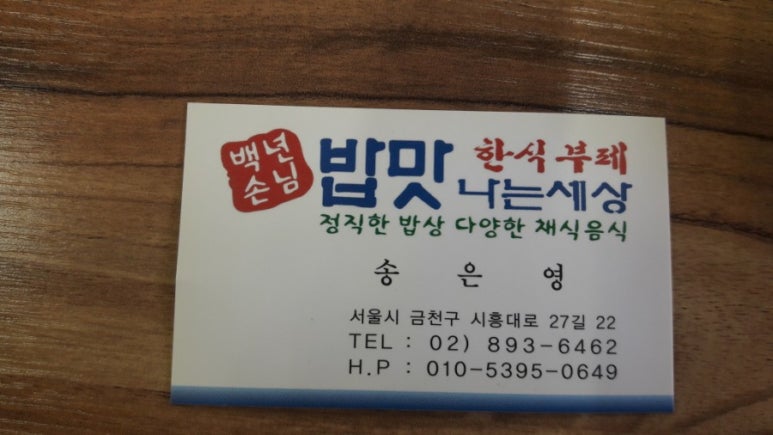 백년
손님
한식 부페
밥맛 나는세상
정직한 밥상 다양한 채식음식
송 은 영
서울시 금천구 시흥대로 27길 22
TEL : 02) 893-6462
H.P : 010-5395-0649